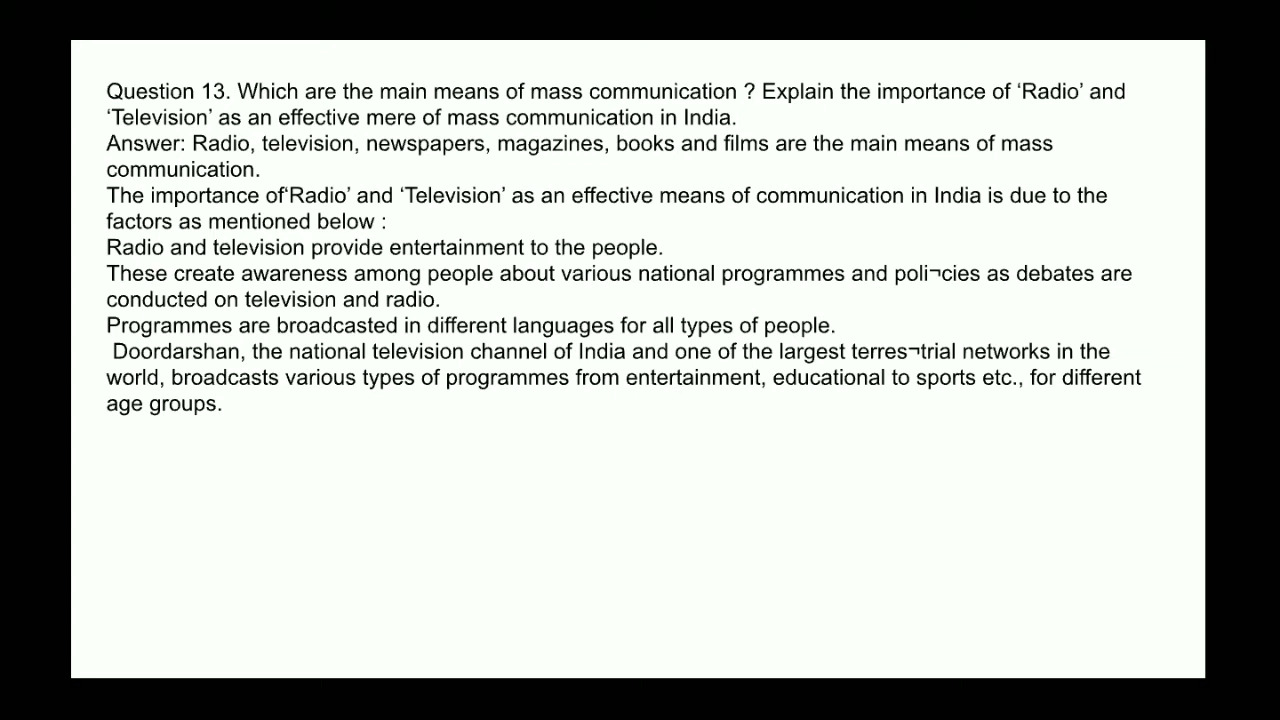 Question 13. Which are the main means of mass communication ? Explain the importance of ‘Radio’ and
‘Television’ as an effective mere of mass communication in India.
Answer: Radio, television, newspapers, magazines, books and films are the main means of mass
communication.
The importance of‘Radio’ and ‘Television’ as an effective means of communication in India is due to the
factors as mentioned below :
Radio and television provide entertainment to the people.
These create awareness among people about various national programmes and poli¬cies as debates are
conducted on television and radio.
Programmes are broadcasted in different languages for all types of people.
Doordarshan, the national television channel of India and one of the largest terres¬trial networks in the
world, broadcasts various types of programmes from entertainment, educational to sports etc., for different
age groups.